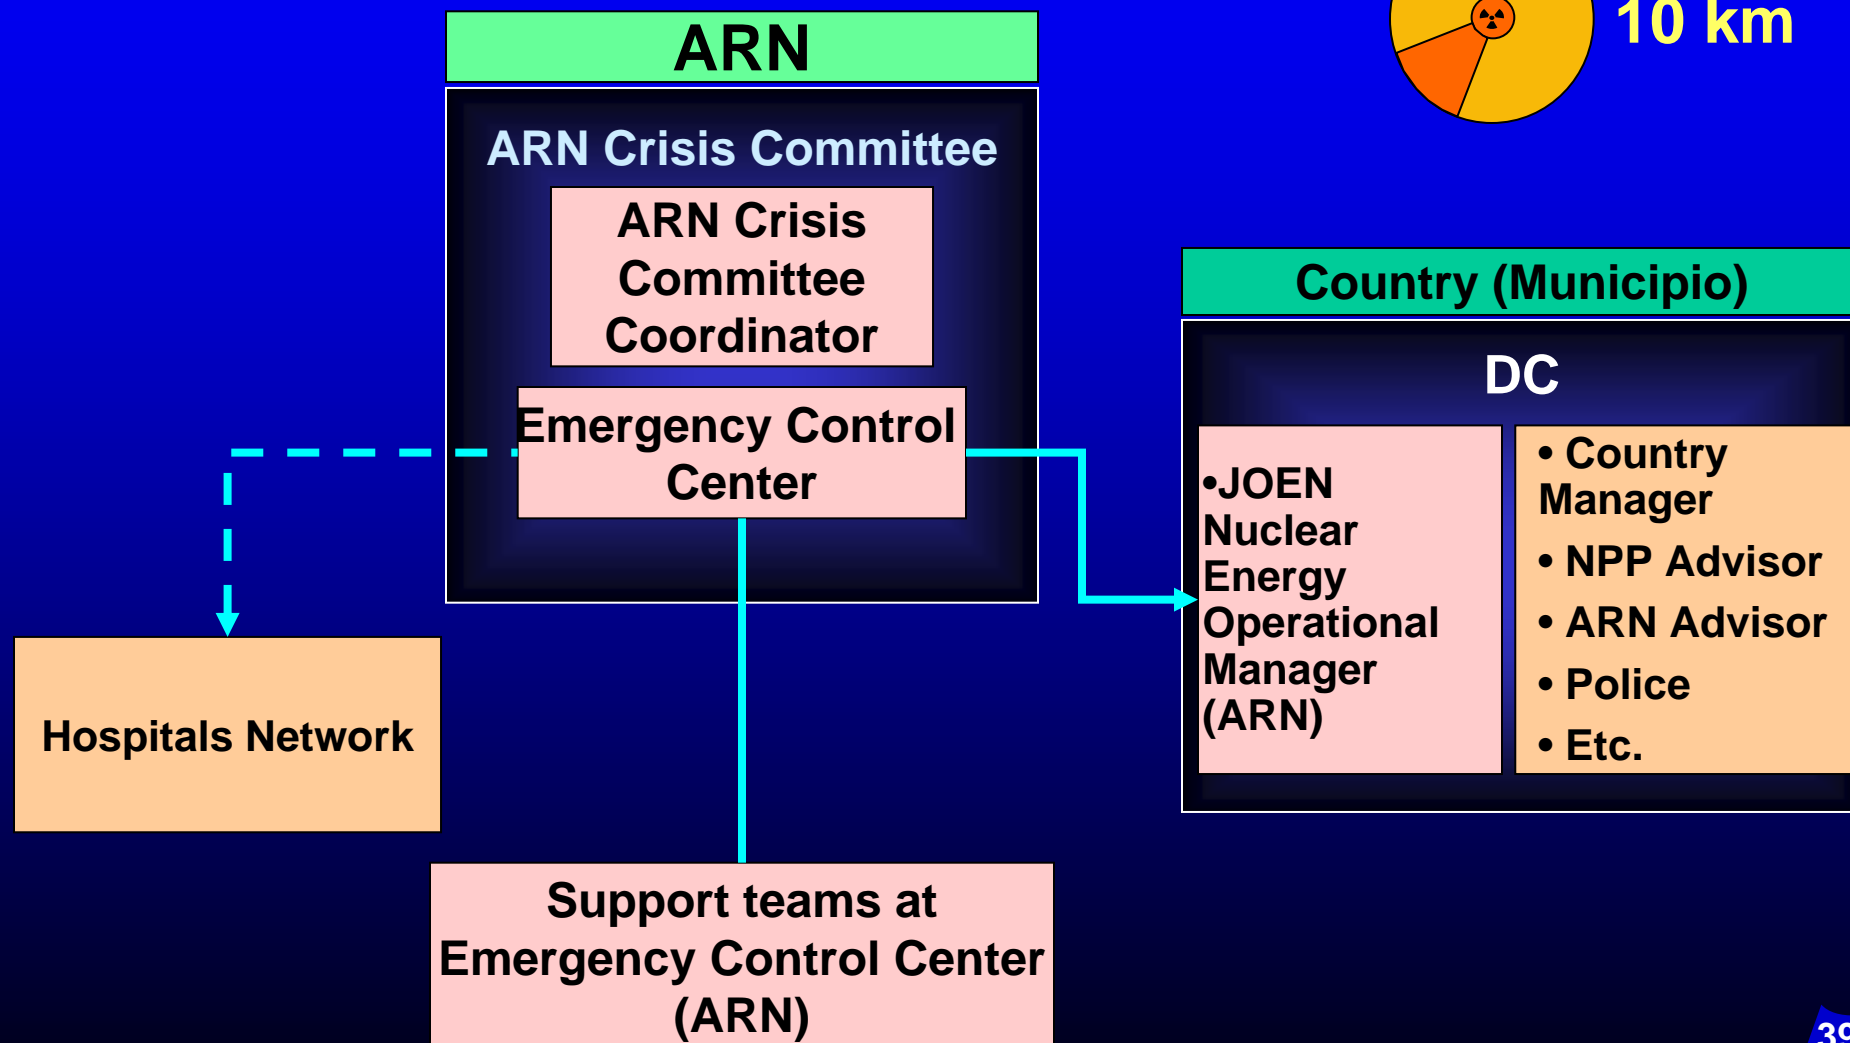 ARN
10 km
ARN Crisis Committee
ARN Crisis
Committee
Coordinator
Emergency Control
Center
Country (Municipio)
DC
•JOEN
Nuclear
Energy
Operational
Manager
(ARN)
• Country
Manager
• NPP Advisor
• ARN Advisor
• Police
• Etc.
Hospitals Network
Support teams at
Emergency Control Center
(ARN)
39